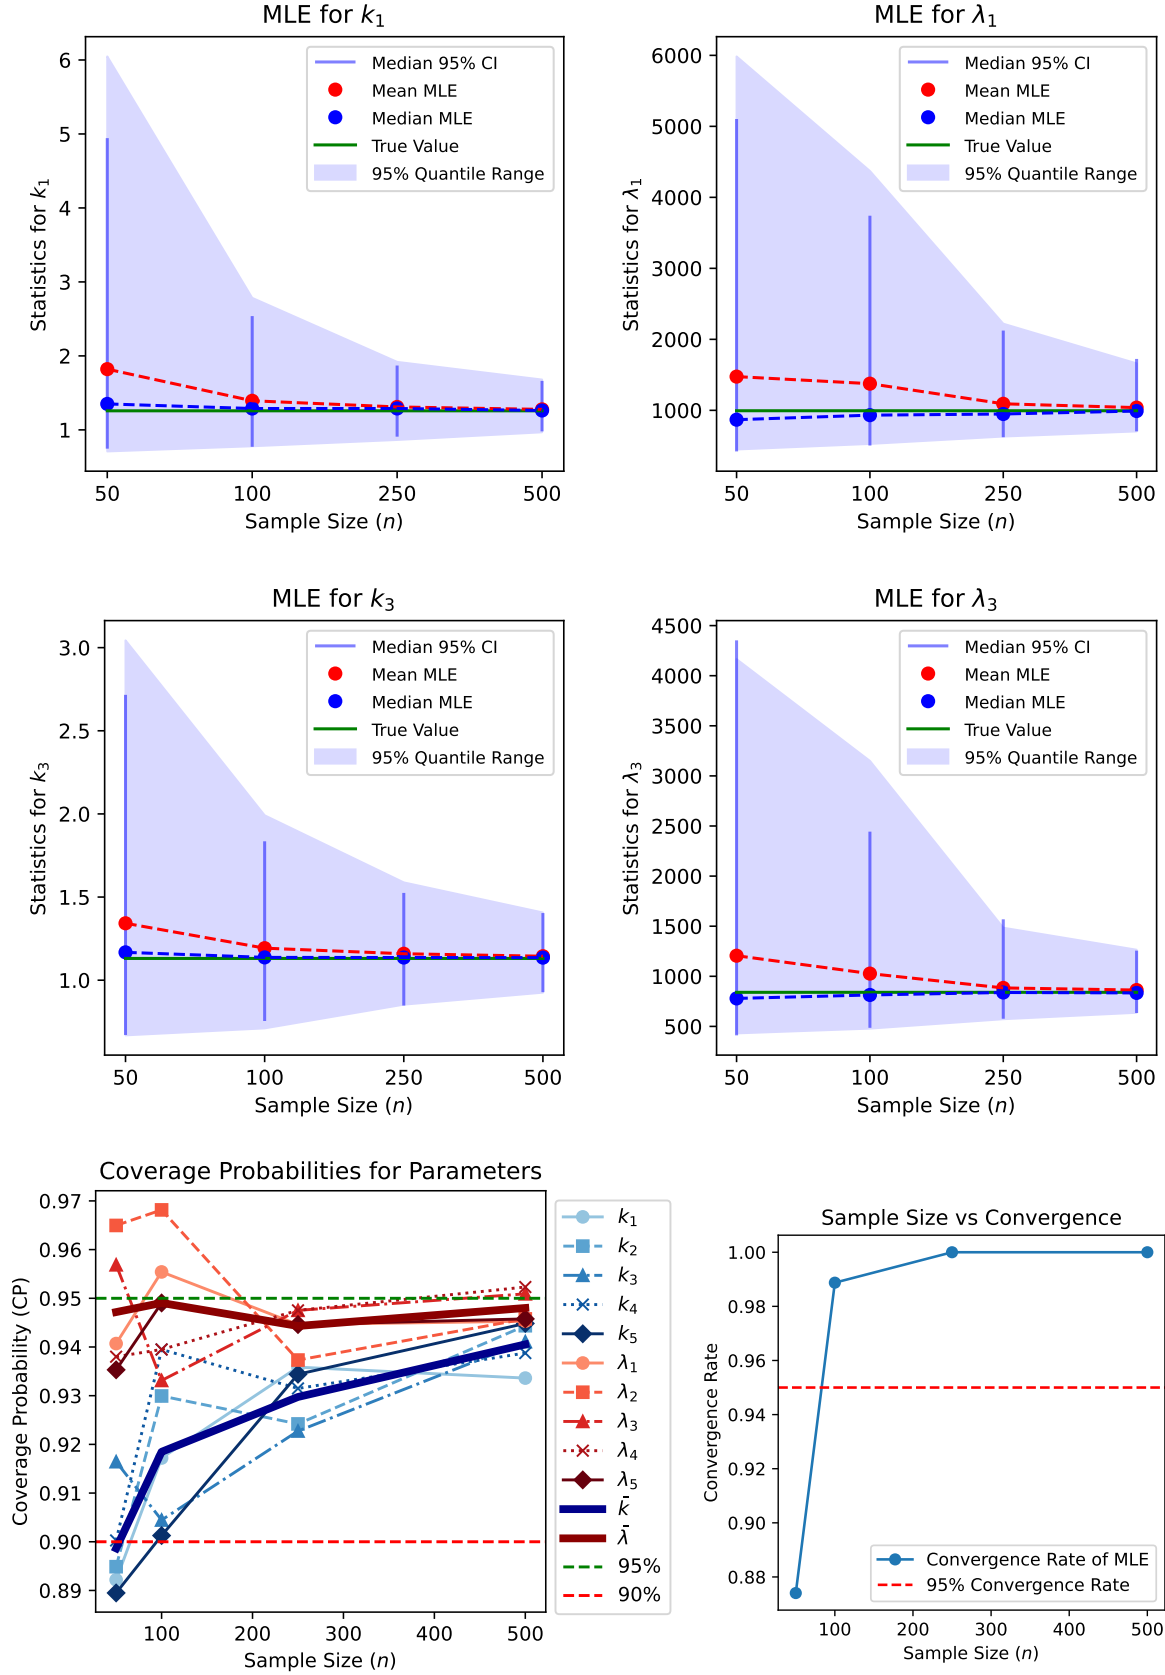 MLE for k₁
Statistics for k₁
6
5
4
3
2
1
50 100 250 500
Sample Size (n)
Median 95% CI
Mean MLE
Median MLE
True Value
95% Quantile Range
MLE for λ₁
Statistics for λ₁
6000
5000
4000
3000
2000
1000
50 100 250 500
Sample Size (n)
Median 95% CI
Mean MLE
Median MLE
True Value
95% Quantile Range
MLE for k₃
Statistics for k₃
3.0
2.5
2.0
1.5
1.0
50 100 250 500
Sample Size (n)
Median 95% CI
Mean MLE
Median MLE
True Value
95% Quantile Range
MLE for λ₃
Statistics for λ₃
4500
4000
3500
3000
2500
2000
1500
1000
500
50 100 250 500
Sample Size (n)
Median 95% CI
Mean MLE
Median MLE
True Value
95% Quantile Range
Coverage Probabilities for Parameters
Coverage Probability (CP)
0.97
0.96
0.95
0.94
0.93
0.92
0.91
0.90
0.89
100 200 300 400 500
Sample Size (n)
k₁
k₂
k₃
k₄
k₅
λ₁
λ₂
λ₃
λ₄
λ₅
k̄
λ̄
95%
90%
Sample Size vs Convergence
Convergence Rate
1.00
0.98
0.96
0.94
0.92
0.90
0.88
100 200 300 400 500
Sample Size (n)
Convergence Rate of MLE
95% Convergence Rate